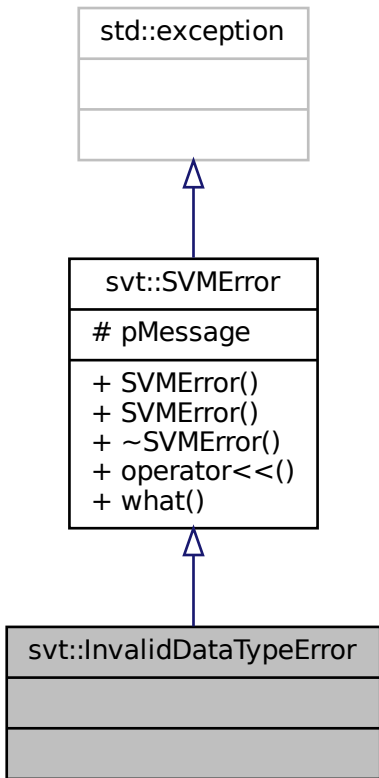 std::exception
svt::SVMError
# pMessage
+ SVMError()
+ SVMError()
+ ~SVMError()
+ operator<<()
+ what()
svt::InvalidDataTypeError